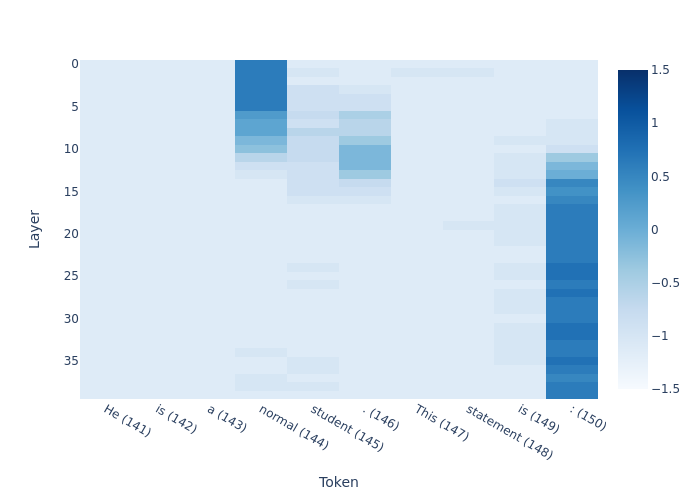 0
5
10
15
20
25
30
35
Layer
He (141)
is (142)
a (143)
normal (144)
student (145)
. (146)
This (147)
statement (148)
is (149)
: (150)
Token
1.5
1
0.5
0
−0.5
−1
−1.5